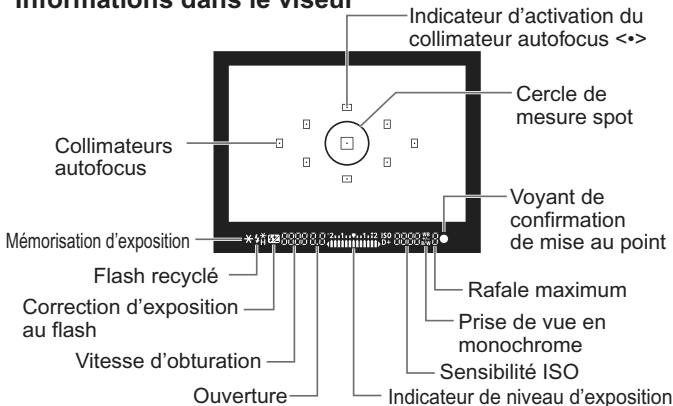 Informations dans le viseur
Indicateur d'activation du
collimateur autofocus <•>
Cercle de
mesure spot
Collimateurs
autofocus
Voyant de
confirmation
de mise au point
Mémorisation d'exposition
Flash recyclé
Rafale maximum
Correction d'exposition
au flash
Prise de vue en
monochrome
Vitesse d'obturation
Sensibilité ISO
Ouverture
Indicateur de niveau d'exposition
ISO
D+